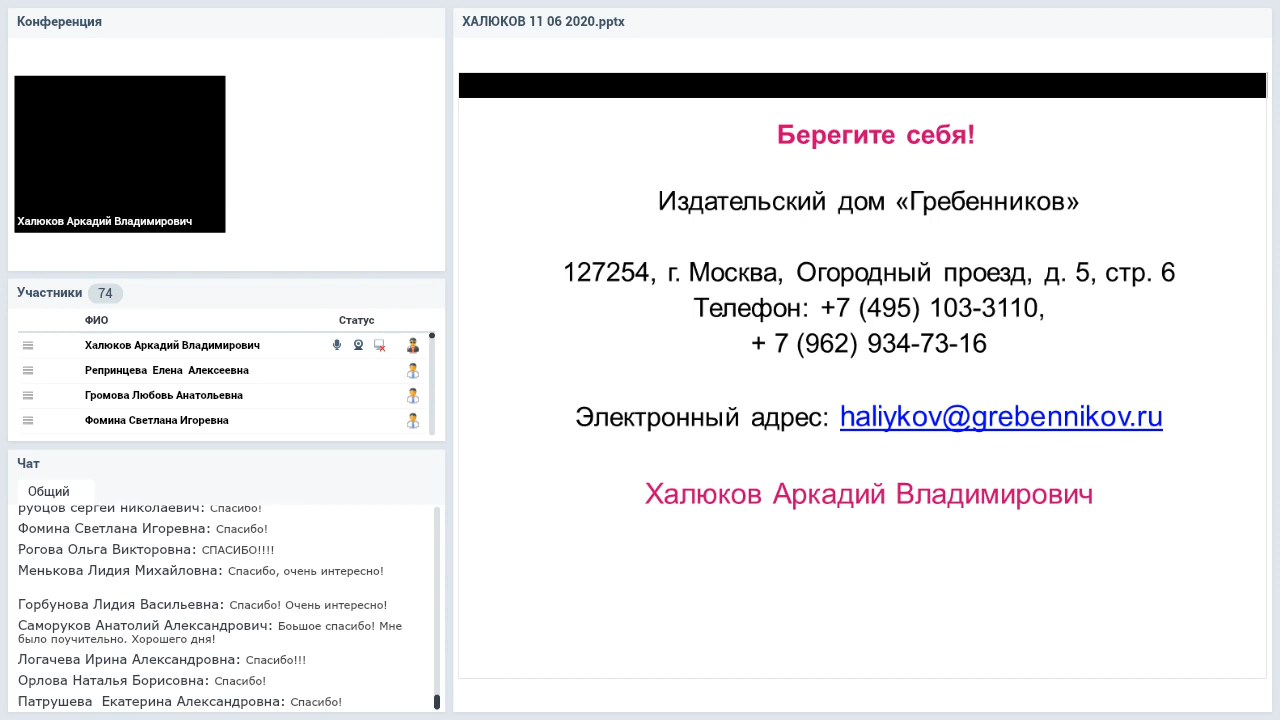 Конференция
Халюков Аркадий Владимирович
Участники 74
ФИО Статус
Халюков Аркадий Владимирович
Репринцева Елена Алексеевна
Громова Любовь Анатольевна
Фомина Светлана Игоревна
Чат
Общий
рубцов сергей николаевич: Спасибо!
Фомина Светлана Игоревна: Спасибо!
Рогова Ольга Викторовна: СПАСИБО!!!!
Менькова Лидия Михайловна: Спасибо, очень интересно!
Горбунова Лидия Васильевна: Спасибо! Очень интересно!
Саморуков Анатолий Александрович: Боьшое спасибо! Мне
было поучительно. Хорошего дня!
Логачева Ирина Александровна: Спасибо!!!
Орлова Наталья Борисовна: Спасибо!
Патрушева Екатерина Александровна: Спасибо!
ХАЛЮКОВ 11 06 2020.pptx
Берегите себя!
Издательский дом «Гребенников»
127254, г. Москва, Огородный проезд, д. 5, стр. 6
Телефон: +7 (495) 103-3110,
+ 7 (962) 934-73-16
Электронный адрес: haliykov@grebennikov.ru
Халюков Аркадий Владимирович